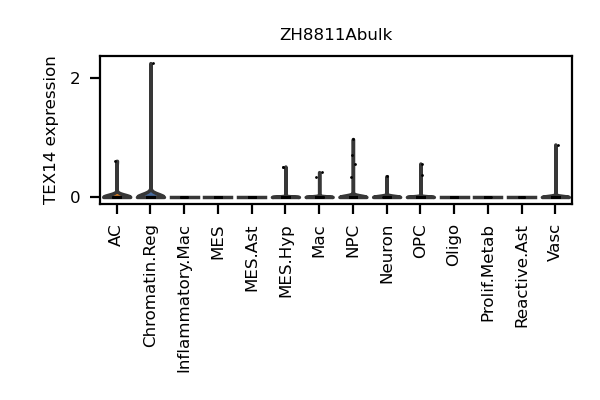 ZH8811Abulk
TEX14 expression
2
0
AC
Chromatin.Reg
Inflammatory.Mac
MES
MES.Ast
MES.Hyp
Mac
NPC
Neuron
OPC
Oligo
Prolif.Metab
Reactive.Ast
Vasc